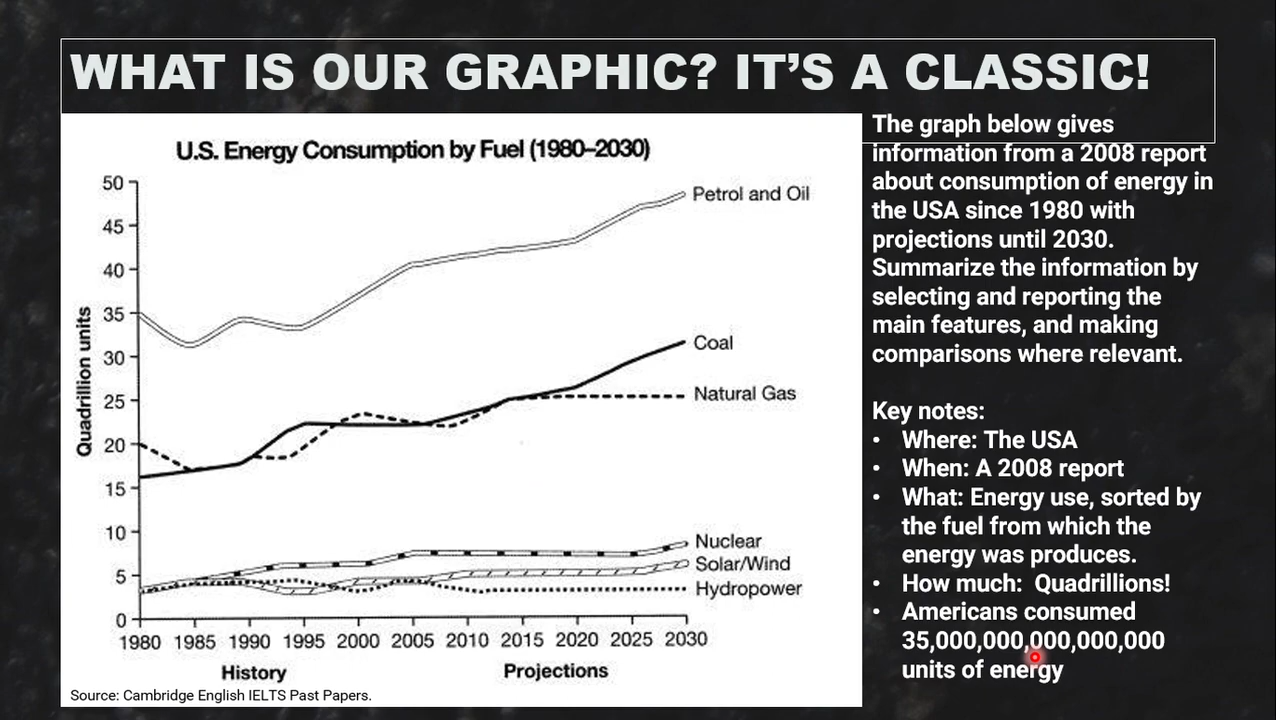 WHAT IS OUR GRAPHIC? IT'S A CLASSIC!
U.S. Energy Consumption by Fuel (1980–2030)
Quadrillion units
50
45
40
35
30
25
20
15
10
5
0
Petrol and Oil
Coal
Natural Gas
Nuclear
Solar/Wind
Hydropower
1980 1985 1990 1995 2000 2005 2010 2015 2020 2025 2030
History Projections
Source: Cambridge English IELTS Past Papers.
The graph below gives
information from a 2008 report
about consumption of energy in
the USA since 1980 with
projections until 2030.
Summarize the information by
selecting and reporting the
main features, and making
comparisons where relevant.
Key notes:
• Where: The USA
• When: A 2008 report
• What: Energy use, sorted by
the fuel from which the
energy was produces.
• How much: Quadrillions!
• Americans consumed
35,000,000,000,000,000
units of energy